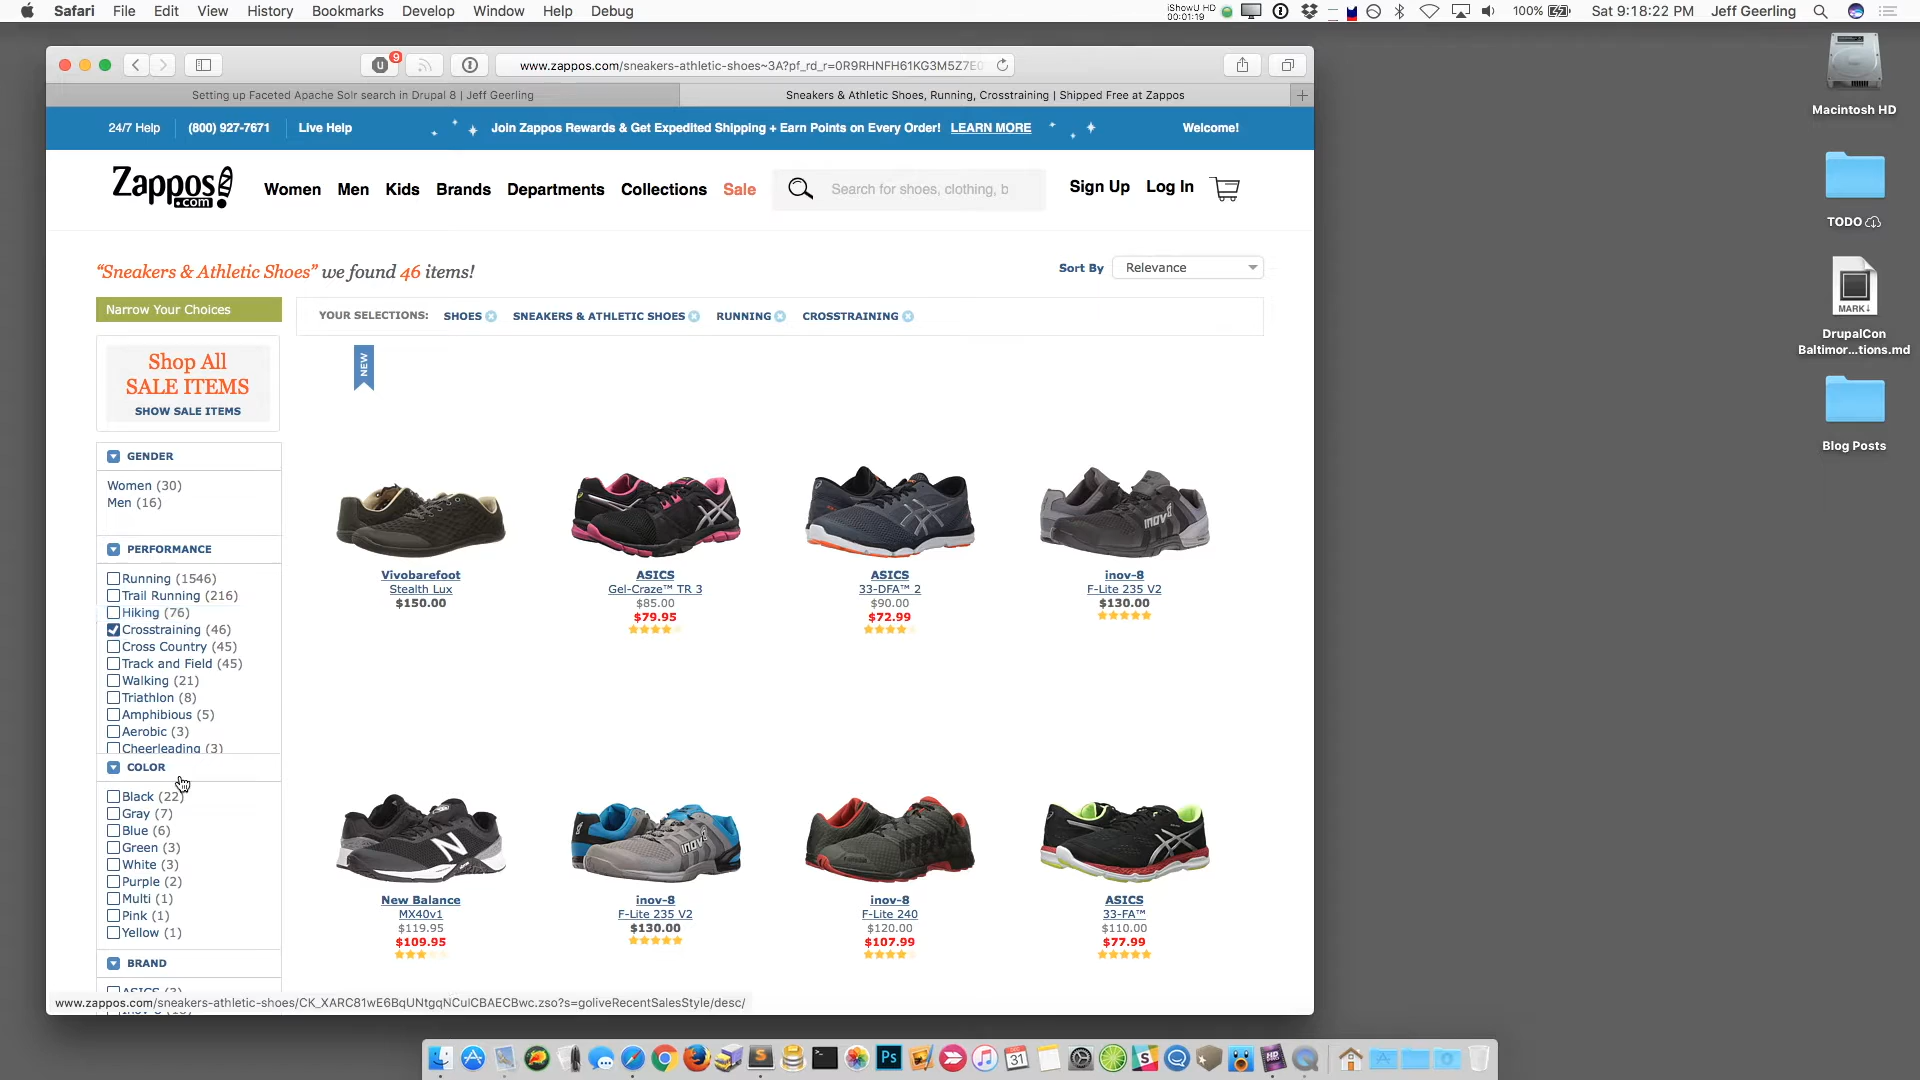 Safari File Edit View History Bookmarks Develop Window Help Debug
iShowU HD
00:01:19
100% Sat 9:18:22 PM Jeff Geerling
9
www.zappos.com/sneakers-athletic-shoes~3A?pf_rd_r=0R9RHNFH61KG3M5Z7E0
Setting up Faceted Apache Solr search in Drupal 8 | Jeff Geerling
Sneakers & Athletic Shoes, Running, Crosstraining | Shipped Free at Zappos
24/7 Help (800) 927-7671 Live Help
Join Zappos Rewards & Get Expedited Shipping + Earn Points on Every Order! LEARN MORE
Welcome!
Zappos!
.com
Women Men Kids Brands Departments Collections Sale
Search for shoes, clothing, b
Sign Up Log In
"Sneakers & Athletic Shoes" we found 46 items!
Sort By Relevance
Narrow Your Choices
YOUR SELECTIONS: SHOES SNEAKERS & ATHLETIC SHOES RUNNING CROSSTRAINING
Shop All
SALE ITEMS
SHOW SALE ITEMS
NEW
GENDER
Women (30)
Men (16)
PERFORMANCE
Running (1546)
Trail Running (216)
Hiking (76)
Crosstraining (46)
Cross Country (45)
Track and Field (45)
Walking (21)
Triathlon (8)
Amphibious (5)
Aerobic (3)
Cheerleading (3)
COLOR
Black (22)
Gray (7)
Blue (6)
Green (3)
White (3)
Purple (2)
Multi (1)
Pink (1)
Yellow (1)
BRAND
Vivobarefoot
Stealth Lux
$150.00
ASICS
Gel-Craze™ TR 3
$85.00
$79.95
ASICS
33-DFA™ 2
$90.00
$72.99
inov-8
F-Lite 235 V2
$130.00
New Balance
MX40v1
$119.95
$109.95
inov-8
F-Lite 235 V2
$130.00
inov-8
F-Lite 240
$120.00
$107.99
ASICS
33-FA™
$110.00
$77.99
www.zappos.com/sneakers-athletic-shoes/CK_XARC81wE6BqUNtgqNCulCBAECBwc.zso?s=goliveRecentSalesStyle/desc/
Macintosh HD
TODO
MARK↓
DrupalCon
Baltimor...tions.md
Blog Posts
Ps
31